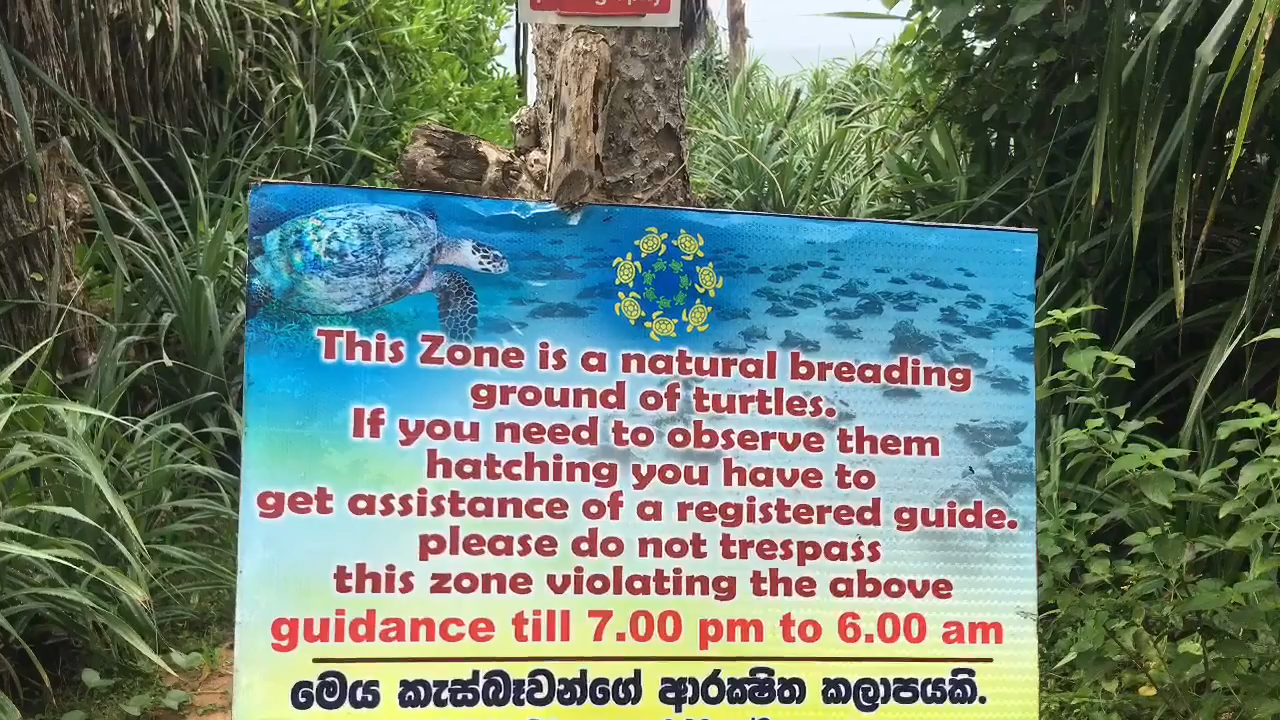 This Zone is a natural breading
ground of turtles.
If you need to observe them
hatching you have to
get assistance of a registered guide.
please do not trespass
this zone violating the above
guidance till 7.00 pm to 6.00 am
මෙය කැස්බෑවන්ගේ ආරක්ෂිත කලාපයකි.